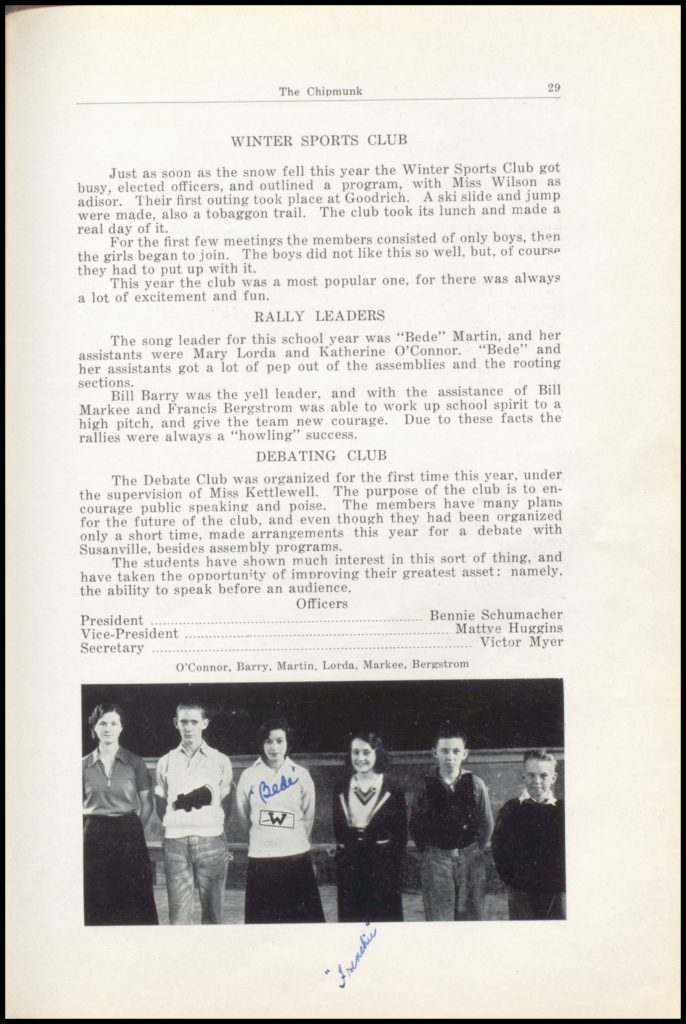 The Chipmunk
29
WINTER SPORTS CLUB
Just as soon as the snow fell this year the Winter Sports Club got
busy, elected officers, and outlined a program, with Miss Wilson as
adisor. Their first outing took place at Goodrich. A ski slide and jump
were made, also a tobaggon trail. The club took its lunch and made a
real day of it.
For the first few meetings the members consisted of only boys, then
the girls began to join. The boys did not like this so well, but, of course
they had to put up with it.
This year the club was a most popular one, for there was always
a lot of excitement and fun.
RALLY LEADERS
The song leader for this school year was "Bede" Martin, and her
assistants were Mary Lorda and Katherine O'Connor. "Bede" and
her assistants got a lot of pep out of the assemblies and the rooting
sections.
Bill Barry was the yell leader, and with the assistance of Bill
Markee and Francis Bergstrom was able to work up school spirit to a
high pitch, and give the team new courage. Due to these facts the
rallies were always a "howling" success.
DEBATING CLUB
The Debate Club was organized for the first time this year, under
the supervision of Miss Kettlewell. The purpose of the club is to en-
courage public speaking and poise. The members have many plans
for the future of the club, and even though they had been organized
only a short time, made arrangements this year for a debate with
Susanville, besides assembly programs.
The students have shown much interest in this sort of thing, and
have taken the opportunity of improving their greatest asset: namely,
the ability to speak before an audience.
Officers
President ........ Bennie Schumacher
Vice-President ........ Mattye Huggins
Secretary ........ Victor Myer
O'Connor, Barry, Martin, Lorda, Markee, Bergstrom
"Bede"
W
"Frenchie"